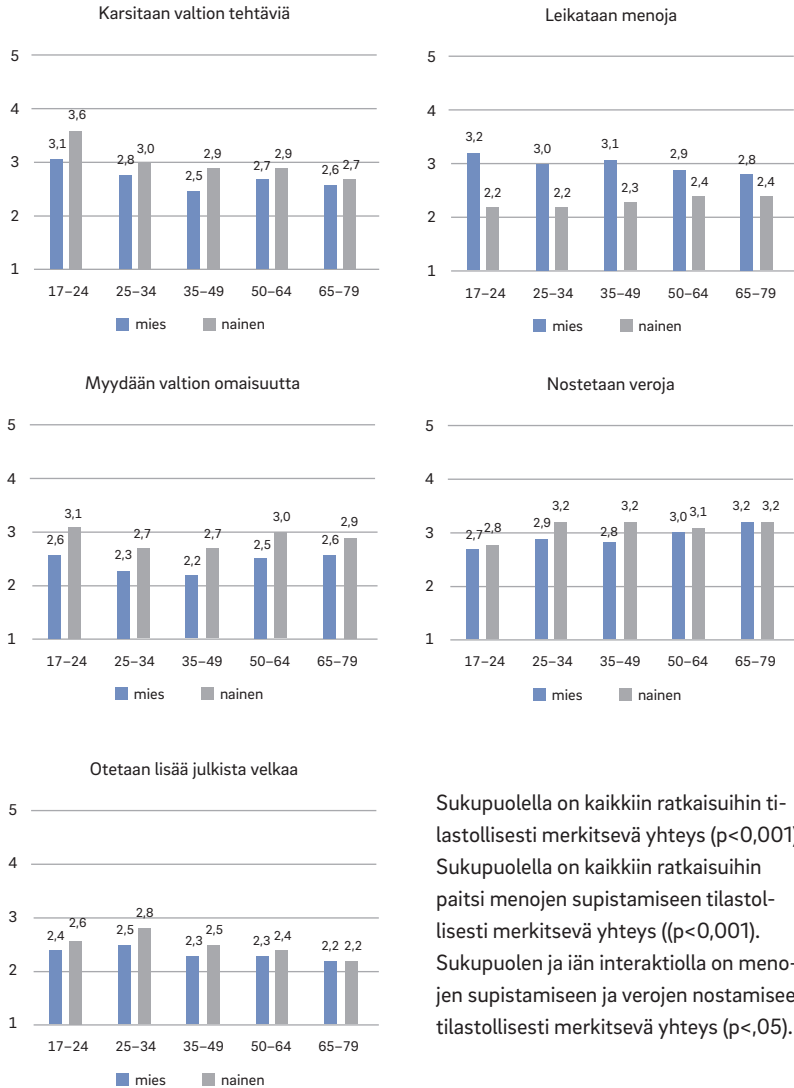 Karsitaan valtion tehtäviä
5
4
3
2
1
3,1 3,6 2,8 3,0 2,5 2,9 2,7 2,9 2,6 2,7
17–24 25–34 35–49 50–64 65–79
mies nainen
Leikataan menoja
5
4
3
2
1
3,2 2,2 3,0 2,2 3,1 2,3 2,9 2,4 2,8 2,4
17–24 25–34 35–49 50–64 65–79
mies nainen
Myydään valtion omaisuutta
5
4
3
2
1
2,6 3,1 2,3 2,7 2,2 2,7 2,5 3,0 2,6 2,9
17–24 25–34 35–49 50–64 65–79
mies nainen
Nostetaan veroja
5
4
3
2
1
2,7 2,8 2,9 3,2 2,8 3,2 3,0 3,1 3,2 3,2
17–24 25–34 35–49 50–64 65–79
mies nainen
Otetaan lisää julkista velkaa
5
4
3
2
1
2,4 2,6 2,5 2,8 2,3 2,5 2,3 2,4 2,2 2,2
17–24 25–34 35–49 50–64 65–79
mies nainen
Sukupuolella on kaikkiin ratkaisuihin ti-
lastollisesti merkitsevä yhteys (p<0,001)
Sukupuolella on kaikkiin ratkaisuihin
paitsi menojen supistamiseen tilastol-
lisesti merkitsevä yhteys ((p<0,001).
Sukupuolen ja iän interaktiolla on meno-
jen supistamiseen ja verojen nostamisee
tilastollisesti merkitsevä yhteys (p<,05).